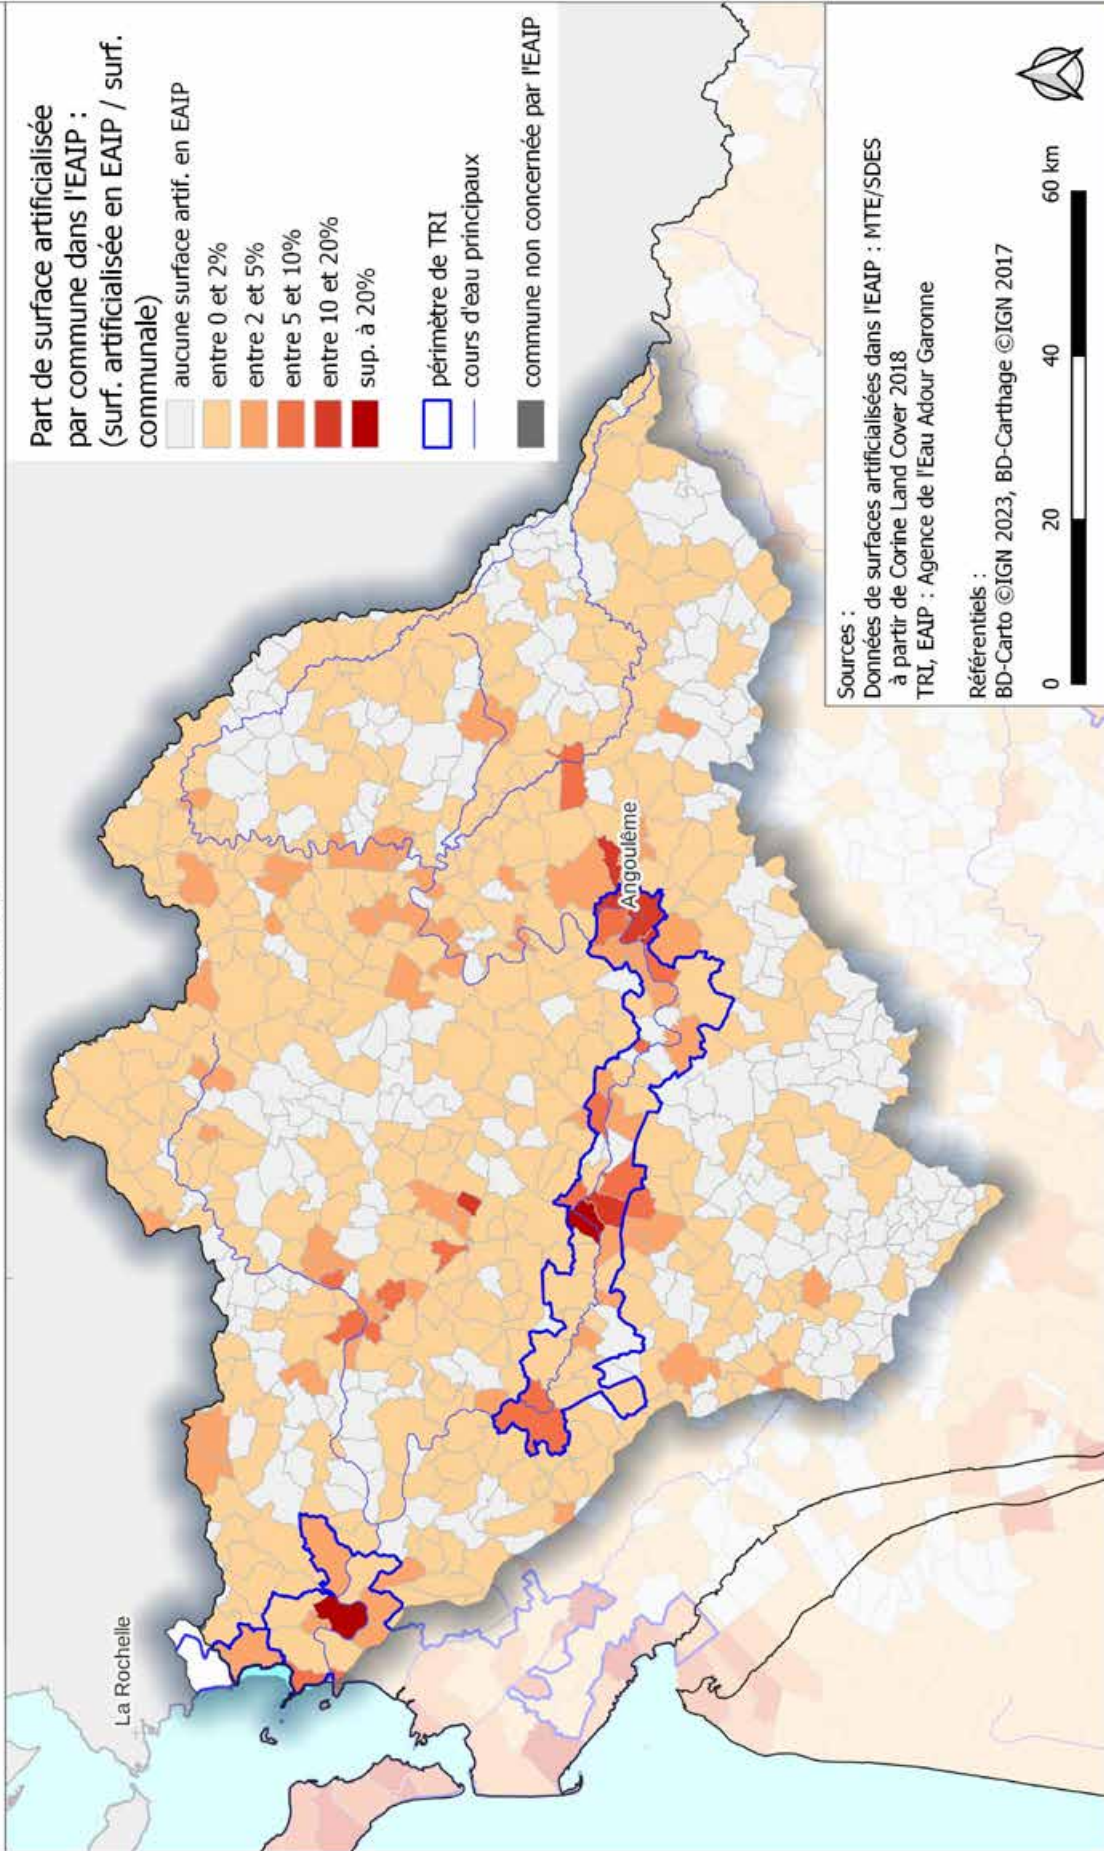 Part de surface artificialisée
par commune dans l'EAIP :
(surf. artificialisée en EAIP / surf.
communale)
aucune surface artif. en EAIP
entre 0 et 2%
entre 2 et 5%
entre 5 et 10%
entre 10 et 20%
sup. à 20%
périmètre de TRI
cours d'eau principaux
commune non concernée par l'EAIP
La Rochelle
Angoulême
Sources :
Données de surfaces artificialisées dans l'EAIP : MTE/SDES
à partir de Corine Land Cover 2018
TRI, EAIP : Agence de l'Eau Adour Garonne
Référentiels :
BD-Carto ©IGN 2023, BD-Carthage ©IGN 2017
0 20 40 60 km